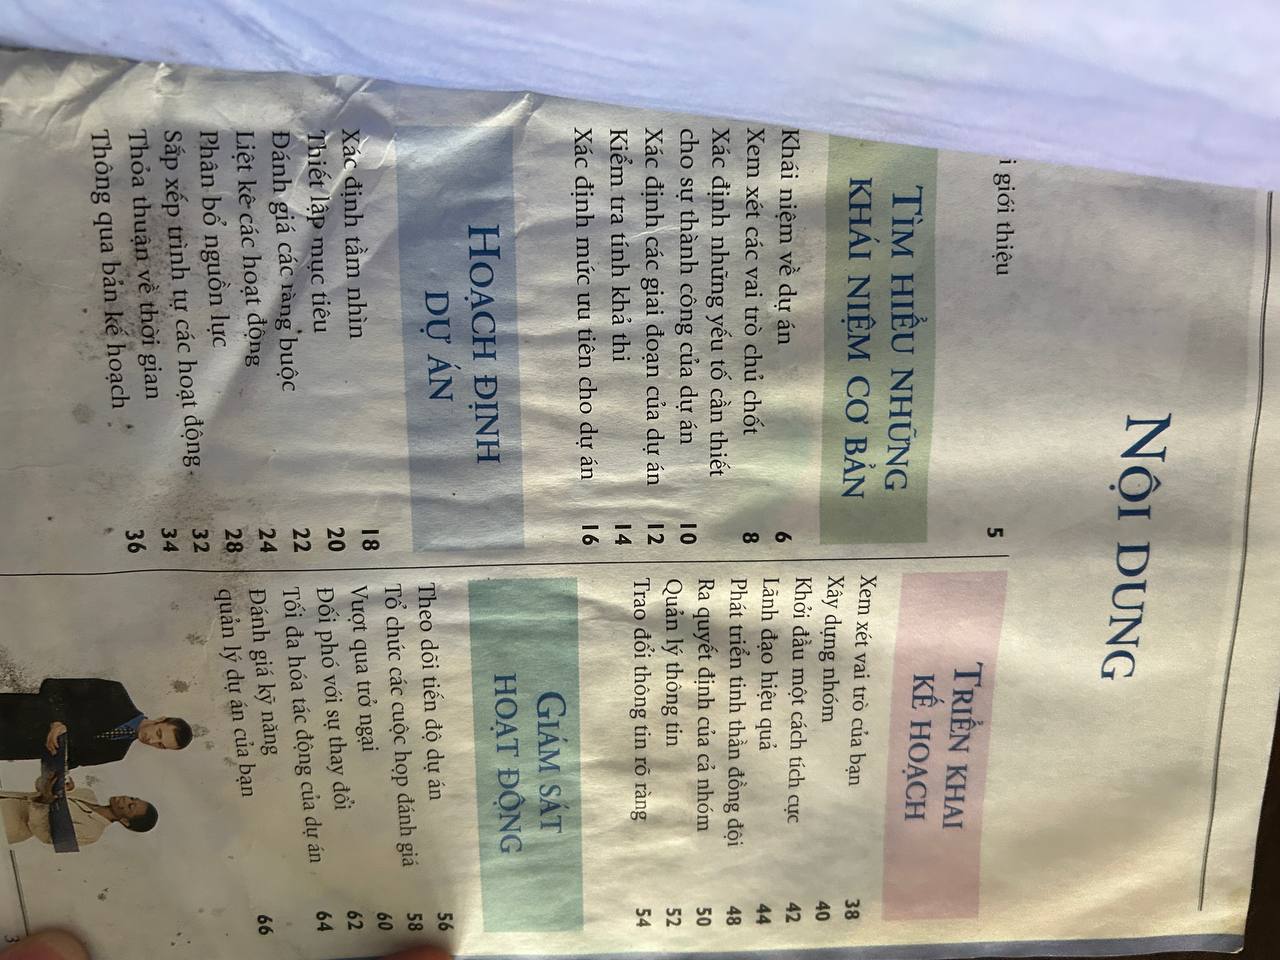 NỘI DUNG
i giới thiệu 5
TÌM HIỂU NHỮNG
KHÁI NIỆM CƠ BẢN
Khái niệm về dự án 6
Xem xét các vai trò chủ chốt 8
Xác định những yếu tố cần thiết
cho sự thành công của dự án 10
Xác định các giai đoạn của dự án 12
Kiểm tra tính khả thi 14
Xác định mức ưu tiên cho dự án 16
HOẠCH ĐỊNH
DỰ ÁN
Xác định tầm nhìn 18
Thiết lập mục tiêu 20
Đánh giá các ràng buộc 22
Liệt kê các hoạt động 24
Phân bổ nguồn lực 28
Sắp xếp trình tự các hoạt động 32
Thỏa thuận về thời gian 34
Thông qua bản kế hoạch 36
TRIỂN KHAI
KẾ HOẠCH
Xem xét vai trò của bạn 38
Xây dựng nhóm 40
Khởi đầu một cách tích cực 42
Lãnh đạo hiệu quả 44
Phát triển tinh thần đồng đội 48
Ra quyết định của cả nhóm 50
Quản lý thông tin 52
Trao đổi thông tin rõ ràng 54
GIÁM SÁT
HOẠT ĐỘNG
Theo dõi tiến độ dự án 56
Tổ chức các cuộc họp đánh giá 58
Vượt qua trở ngại 60
Đối phó với sự thay đổi 62
Tối đa hóa tác động của dự án 64
Đánh giá kỹ năng
quản lý dự án của bạn 66
3